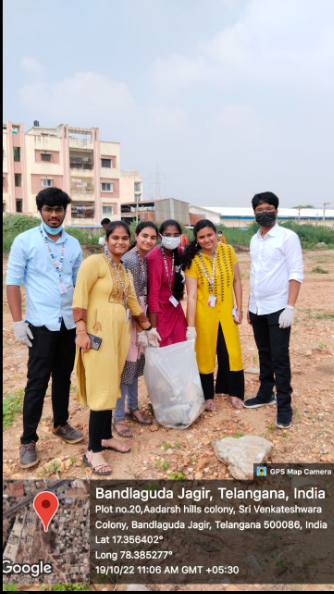 GPS Map Camera
Bandlaguda Jagir, Telangana, India
Plot no.20,Aadarsh hills colony, Sri Venkateshwara
Colony, Bandlaguda Jagir, Telangana 500086, India
Lat 17.356402°
Long 78.385277°
19/10/22 11:06 AM GMT +05:30
Google